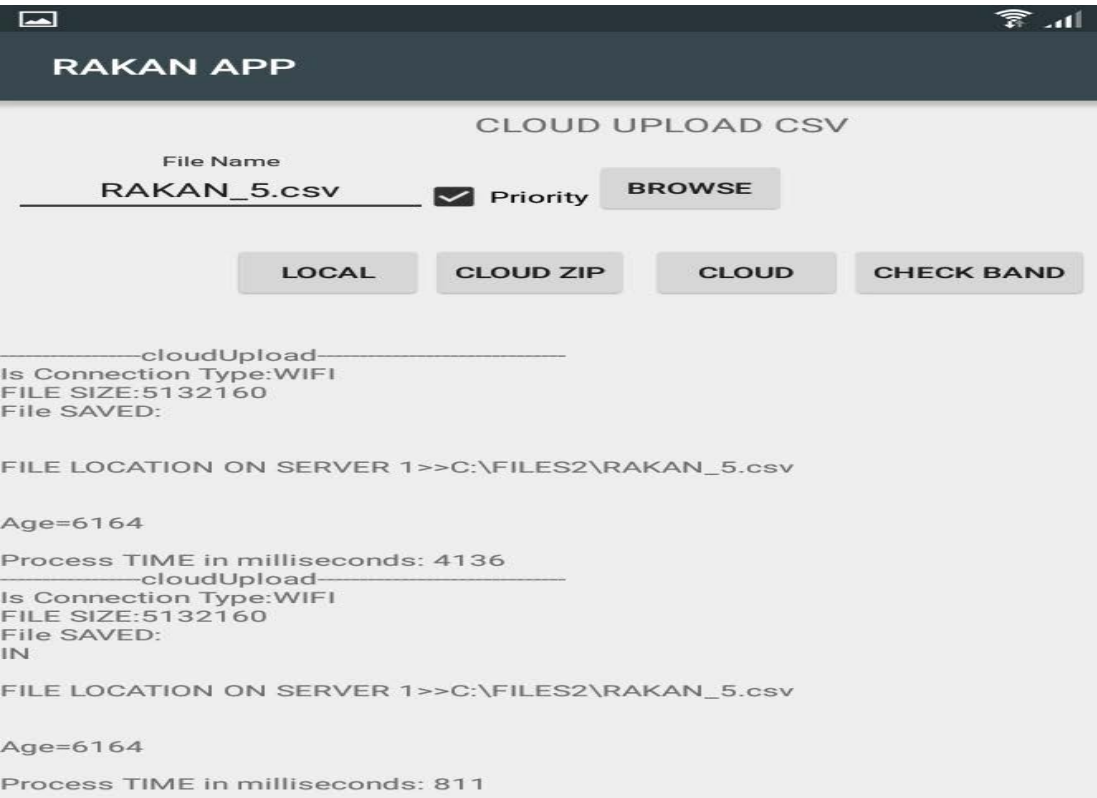 RAKAN APP
CLOUD UPLOAD CSV
File Name
RAKAN_5.csv
Priority
BROWSE
LOCAL
CLOUD ZIP
CLOUD
CHECK BAND
-----------------cloudUpload------------------------------
Is Connection Type:WIFI
FILE SIZE:5132160
File SAVED:
FILE LOCATION ON SERVER 1>>C:\FILES2\RAKAN_5.csv
Age=6164
Process TIME in milliseconds: 4136
-----------------cloudUpload------------------------------
Is Connection Type:WIFI
FILE SIZE:5132160
File SAVED:
IN
FILE LOCATION ON SERVER 1>>C:\FILES2\RAKAN_5.csv
Age=6164
Process TIME in milliseconds: 811